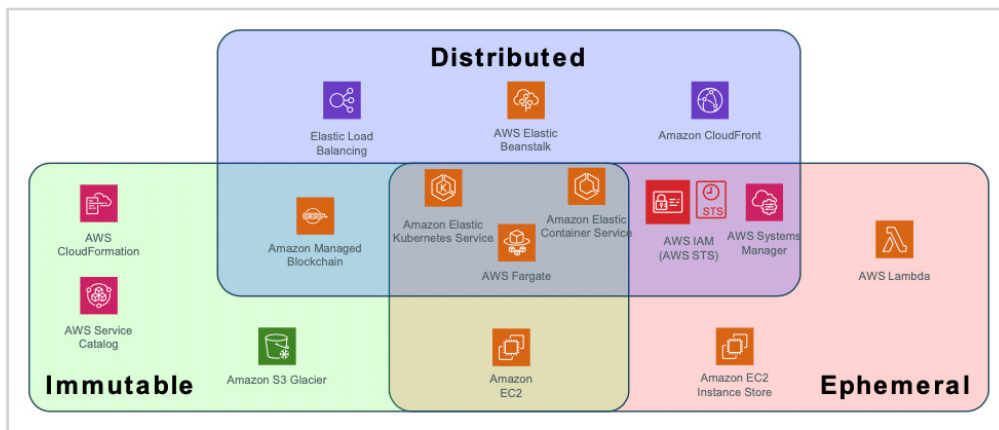 Distributed
Elastic Load
Balancing
AWS Elastic
Beanstalk
Amazon CloudFront
AWS
CloudFormation
Amazon Managed
Blockchain
K
Amazon Elastic
Kubernetes Service
Amazon Elastic
Container Service
AWS Fargate
STS
AWS IAM
(AWS STS)
AWS Systems
Manager
AWS Lambda
AWS Service
Catalog
Amazon S3 Glacier
Amazon
EC2
Amazon EC2
Instance Store
Immutable
Ephemeral